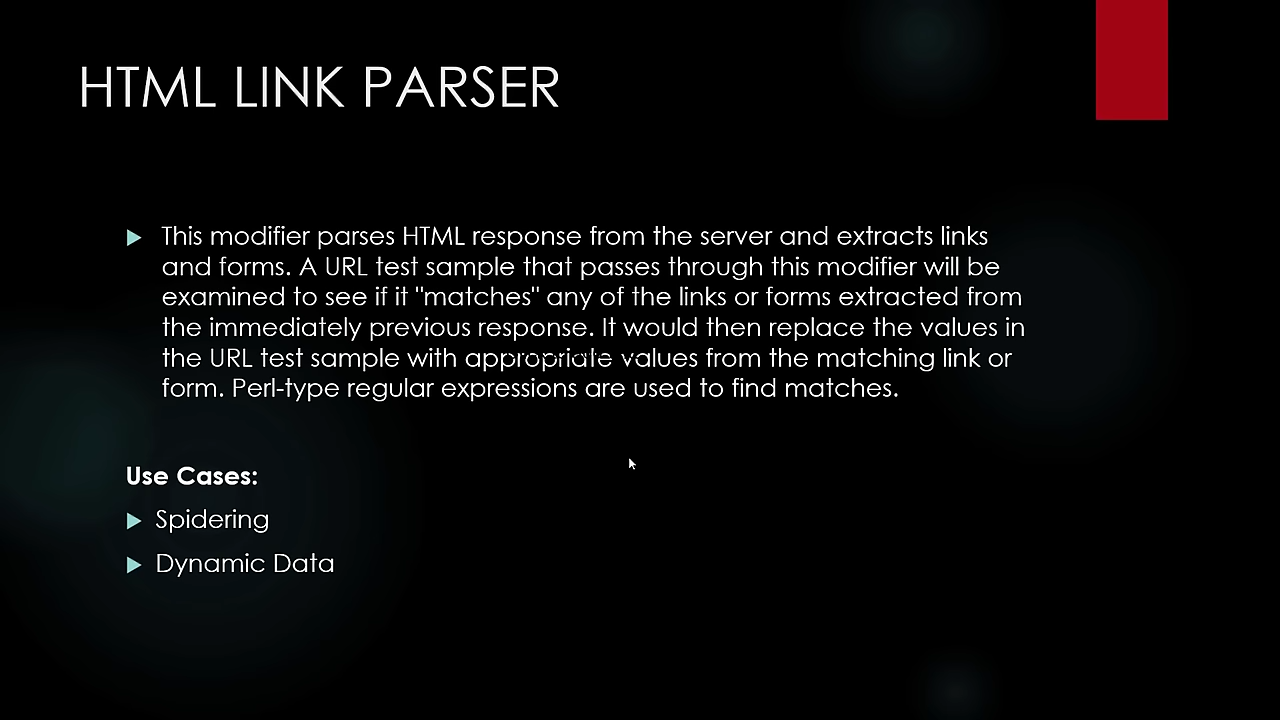 HTML LINK PARSER
This modifier parses HTML response from the server and extracts links
and forms. A URL test sample that passes through this modifier will be
examined to see if it "matches" any of the links or forms extracted from
the immediately previous response. It would then replace the values in
the URL test sample with appropriate values from the matching link or
form. Perl-type regular expressions are used to find matches.
Use Cases:
Spidering
Dynamic Data